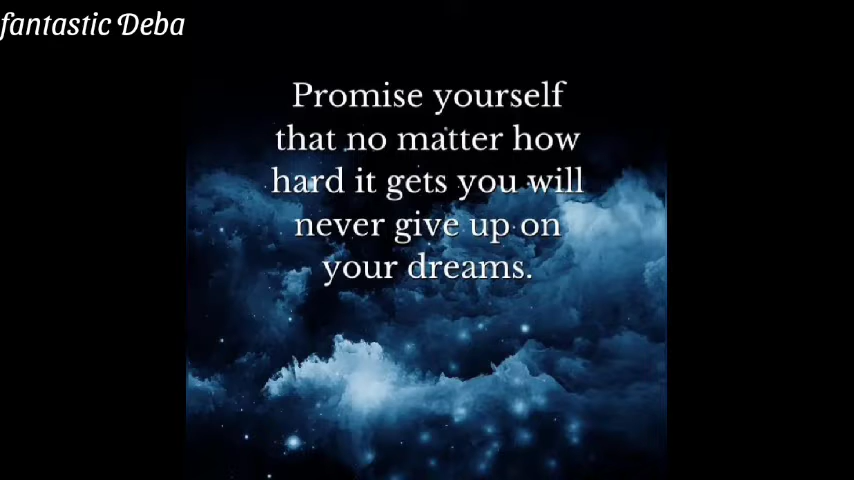 fantastic Deba
Promise yourself
that no matter how
hard it gets you will
never give up on
your dreams.